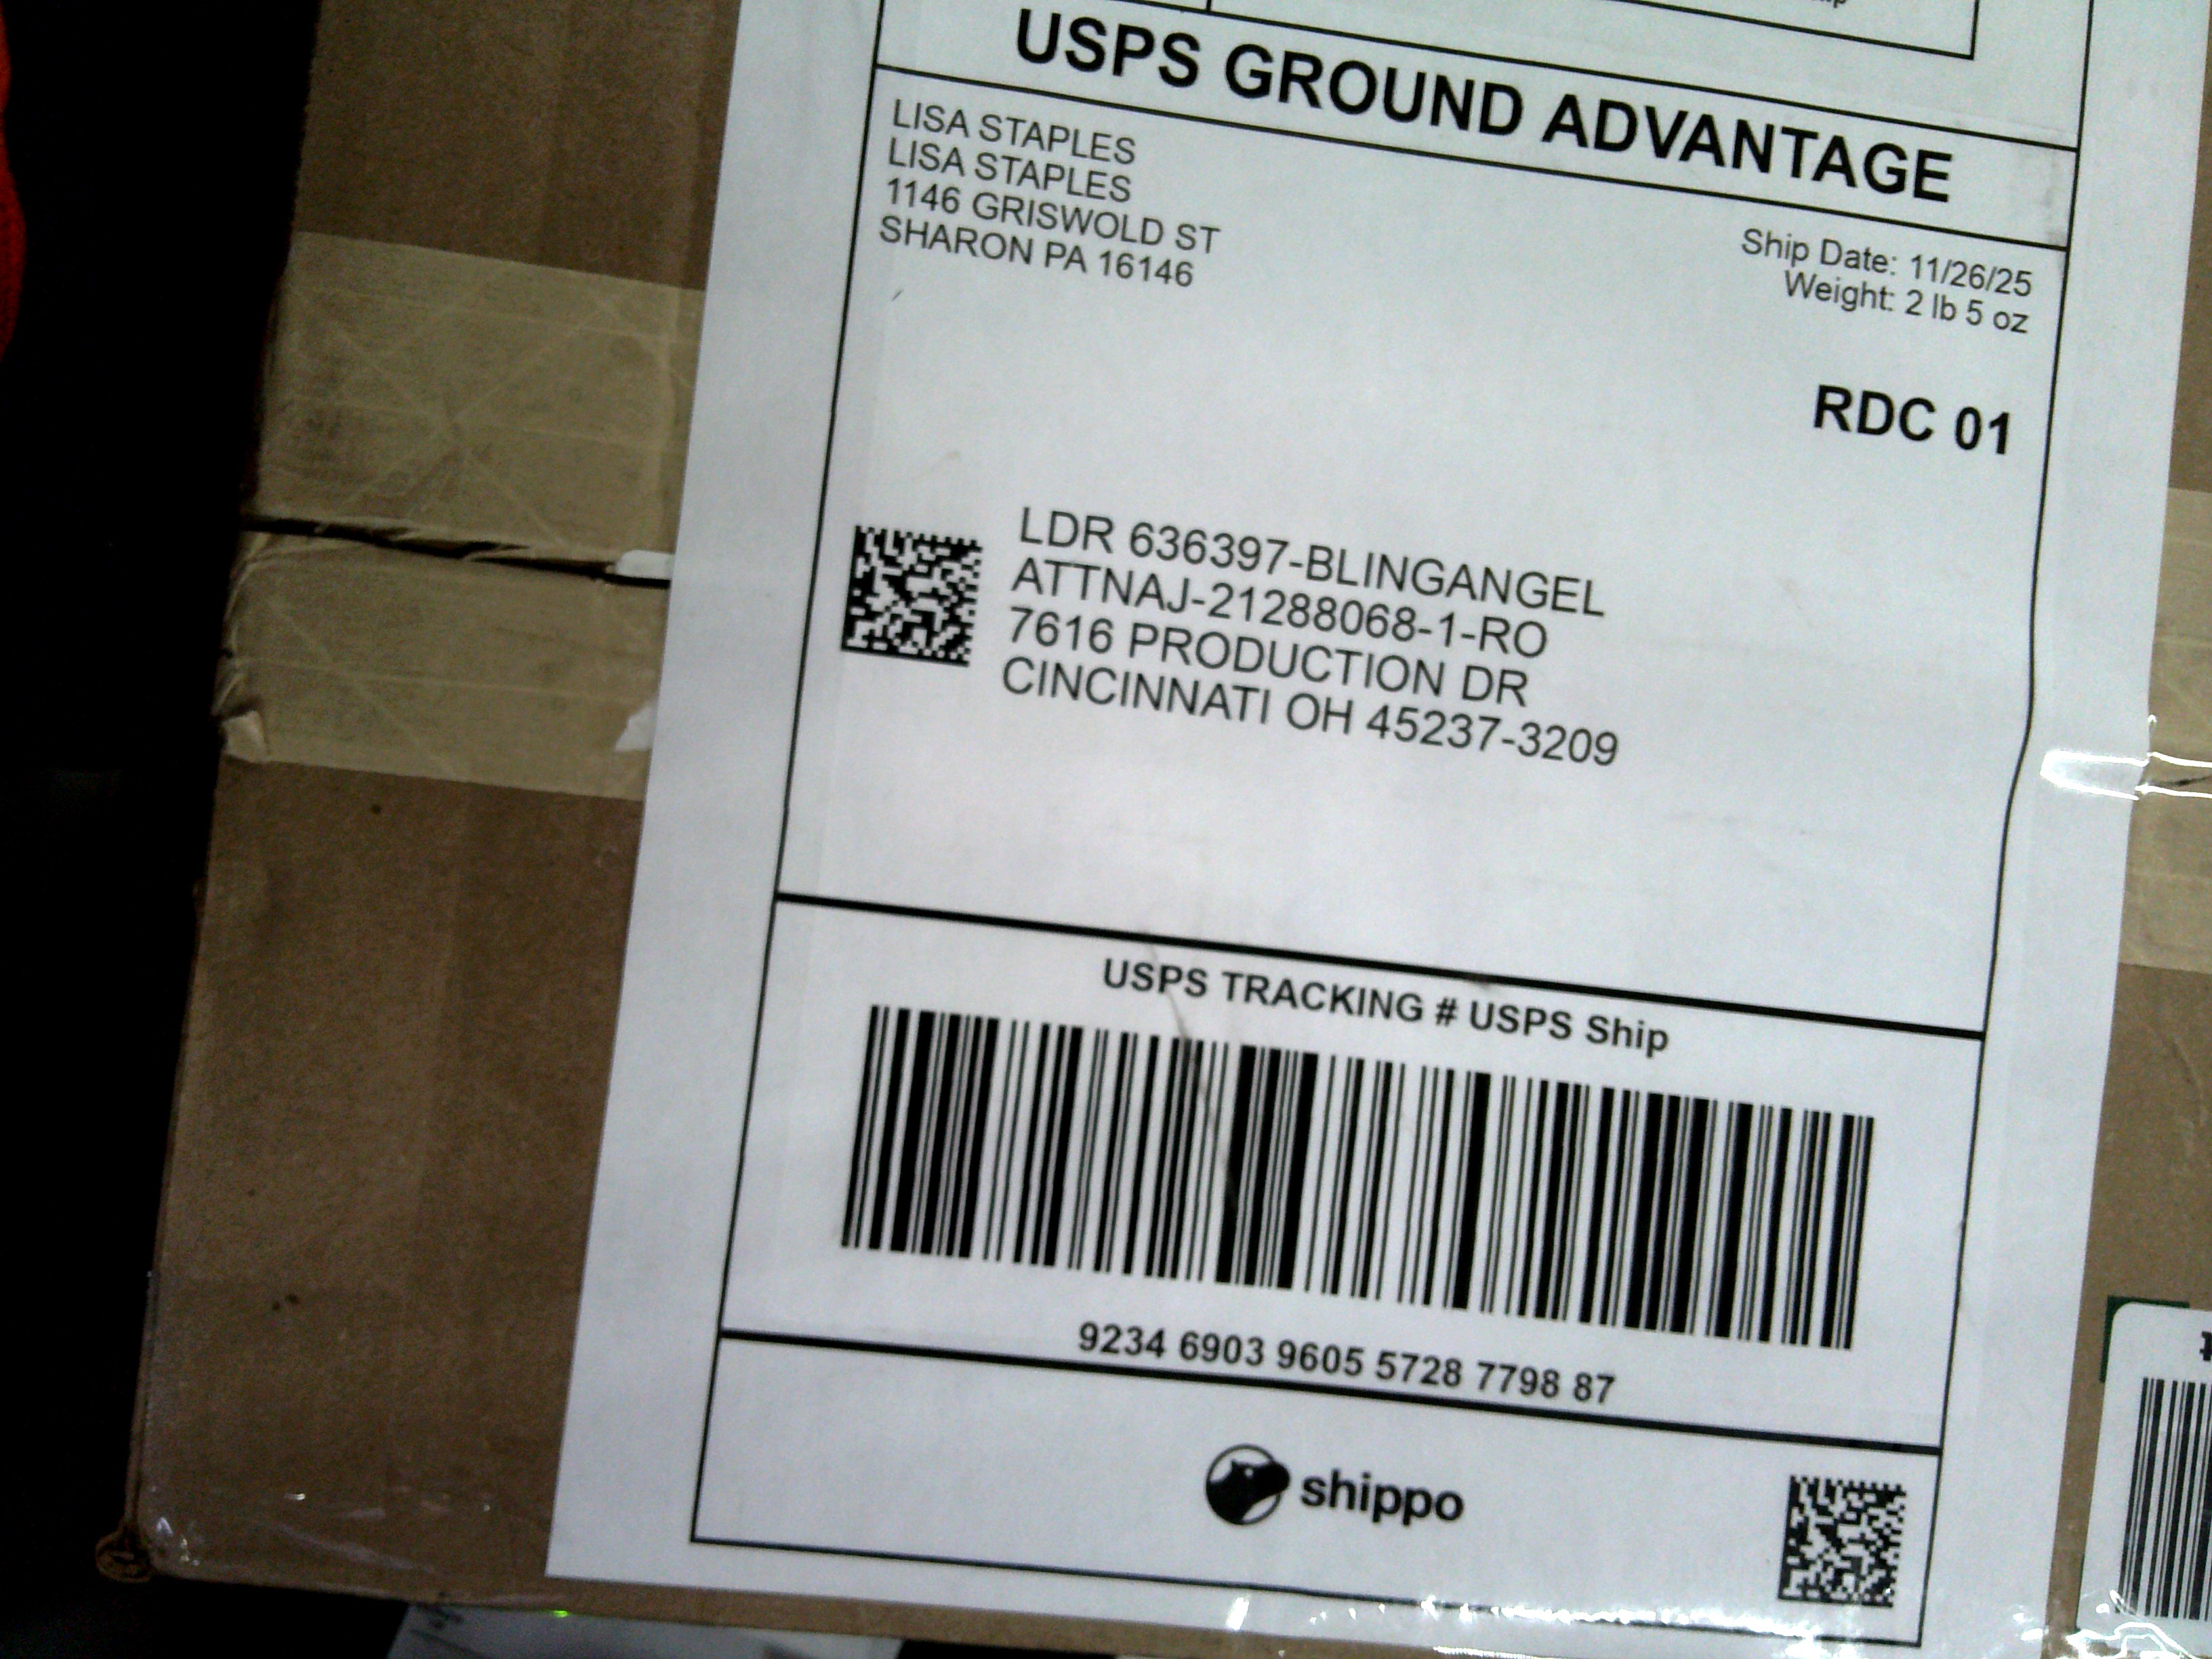 USPS GROUND ADVANTAGE
LISA STAPLES
LISA STAPLES
1146 GRISWOLD ST
SHARON PA 16146
Ship Date: 11/26/25
Weight: 2 lb 5 oz
RDC 01
LDR 636397-BLINGANGEL
ATTNAJ-21288068-1-RO
7616 PRODUCTION DR
CINCINNATI OH 45237-3209
USPS TRACKING # USPS Ship
9234 6903 9605 5728 7798 87
shippo